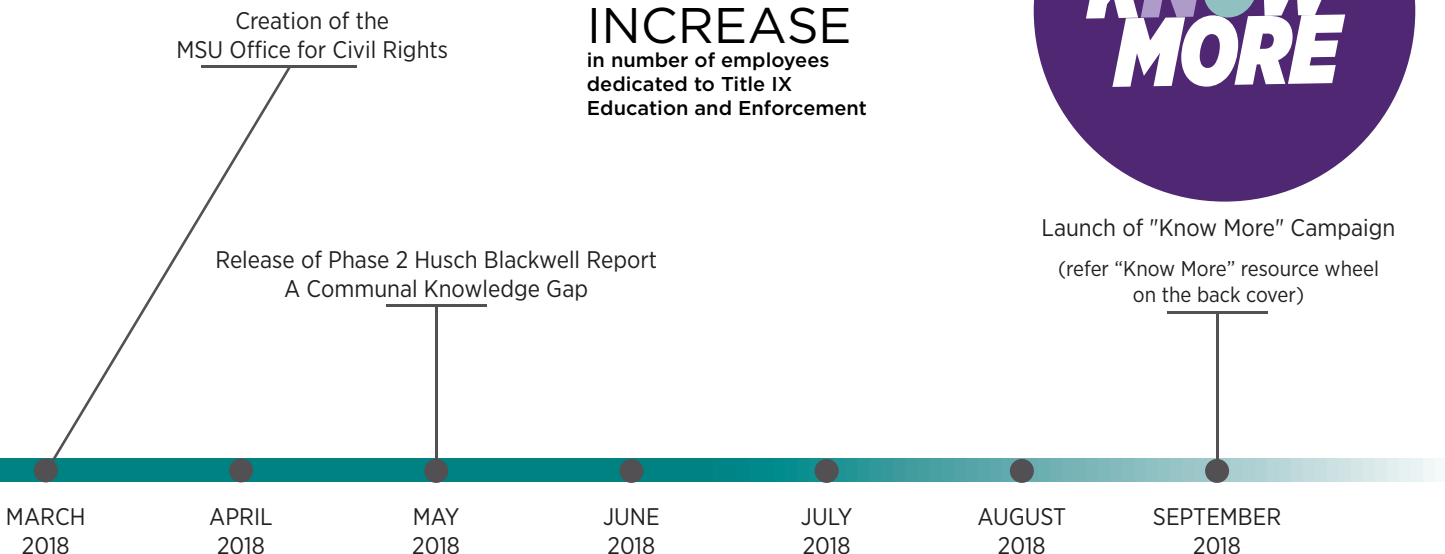 Creation of the
MSU Office for Civil Rights
INCREASE
in number of employees
dedicated to Title IX
Education and Enforcement
KNOW
MORE
Release of Phase 2 Husch Blackwell Report
A Communal Knowledge Gap
Launch of "Know More" Campaign
(refer “Know More” resource wheel
on the back cover)
MARCH
2018
APRIL
2018
MAY
2018
JUNE
2018
JULY
2018
AUGUST
2018
SEPTEMBER
2018